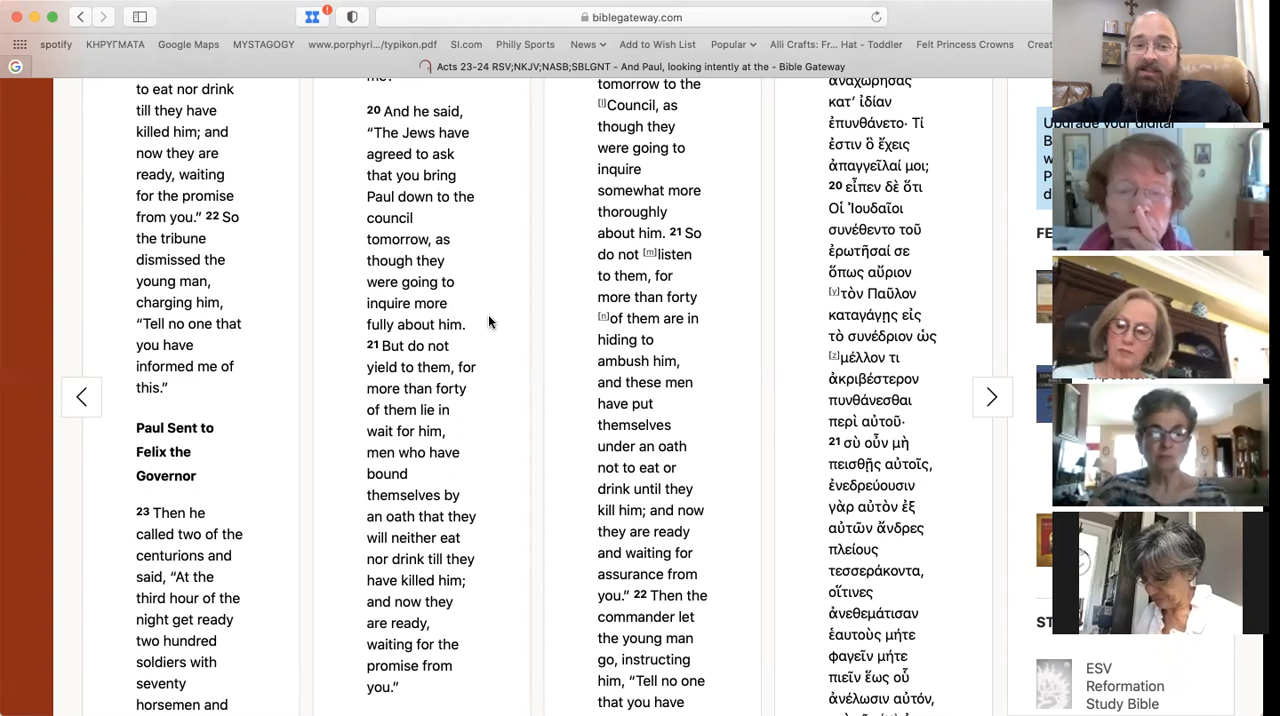 biblegateway.com
spotify
ΚΗΡΥΓΜΑΤΑ
Google Maps
MYSTAGOGY
www.porphyri.../typikon.pdf
SI.com
Philly Sports
News
Add to Wish List
Popular
Alli Crafts: Fr... Hat - Toddler
Felt Princess Crowns
Creat
G
Acts 23-24 RSV;NKJV;NASB;SBLGNT - And Paul, looking intently at the - Bible Gateway
to eat nor drink
till they have
killed him; and
now they are
ready, waiting
for the promise
from you.” 22 So
the tribune
dismissed the
young man,
charging him,
“Tell no one that
you have
informed me of
this.”
Paul Sent to
Felix the
Governor
23 Then he
called two of the
centurions and
said, “At the
third hour of the
night get ready
two hundred
soldiers with
seventy
horsemen and
20 And he said,
“The Jews have
agreed to ask
that you bring
Paul down to the
council
tomorrow, as
though they
were going to
inquire more
fully about him.
21 But do not
yield to them, for
more than forty
of them lie in
wait for him,
men who have
bound
themselves by
an oath that they
will neither eat
nor drink till they
have killed him;
and now they
are ready,
waiting for the
promise from
you.”
tomorrow to the
[l]Council, as
though they
were going to
inquire
somewhat more
thoroughly
about him. 21 So
do not [m]listen
to them, for
more than forty
[n]of them are in
hiding to
ambush him,
and these men
have put
themselves
under an oath
not to eat or
drink until they
kill him; and now
they are ready
and waiting for
assurance from
you.” 22 Then the
commander let
the young man
go, instructing
him, “Tell no one
that you have
ἀναχωρήσας
κατ’ ἰδίαν
ἐπυνθάνετο· Τί
ἐστιν ὃ ἔχεις
ἀπαγγεῖλαί μοι;
20 εἶπεν δὲ ὅτι
Οἱ Ἰουδαῖοι
συνέθεντο τοῦ
ἐρωτῆσαί σε
ὅπως αὔριον
[y]τὸν Παῦλον
καταγάγῃς εἰς
τὸ συνέδριον ὡς
[z]μέλλον τι
ἀκριβέστερον
πυνθάνεσθαι
περὶ αὐτοῦ·
21 σὺ οὖν μὴ
πεισθῇς αὐτοῖς,
ἐνεδρεύουσιν
γὰρ αὐτὸν ἐξ
αὐτῶν ἄνδρες
πλείους
τεσσεράκοντα,
οἵτινες
ἀνεθεμάτισαν
ἑαυτοὺς μήτε
φαγεῖν μήτε
πιεῖν ἕως οὗ
ἀνέλωσιν αὐτόν,
Upgrade your digital
B
w
P
d
FE
ST
ESV
Reformation
Study Bible